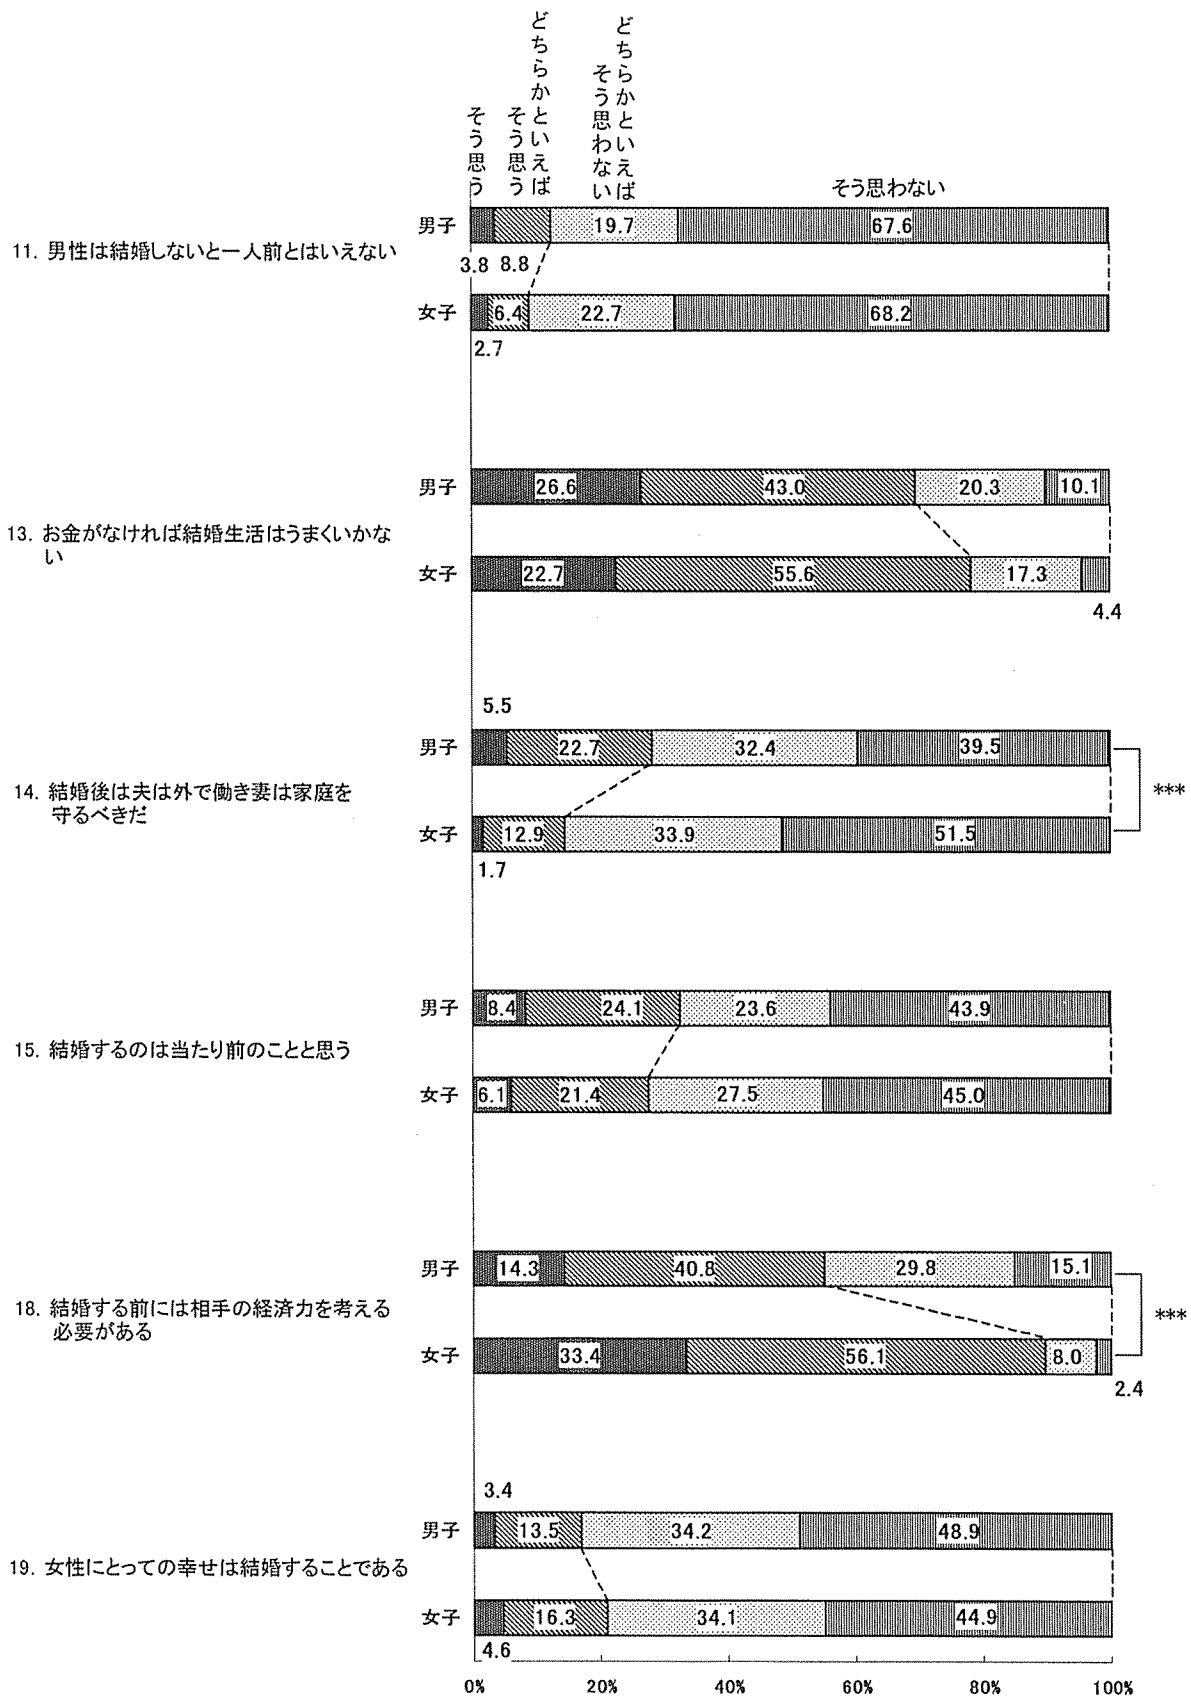 そう思う
どちらかといえば
そう思う
どちらかといえば
そう思わない
そう思わない
男子
19.7
67.6
11. 男性は結婚しないと一人前とはいえない
3.8
8.8
女子
6.4
22.7
68.2
2.7
男子
26.6
43.0
20.3
10.1
13. お金がなければ結婚生活はうまくいかな
い
女子
22.7
55.6
17.3
4.4
5.5
男子
22.7
32.4
39.5
14. 結婚後は夫は外で働き妻は家庭を
守るべきだ
***
女子
12.9
33.9
51.5
1.7
男子
8.4
24.1
23.6
43.9
15. 結婚するのは当たり前のことと思う
女子
6.1
21.4
27.5
45.0
男子
14.3
40.8
29.8
15.1
18. 結婚する前には相手の経済力を考える
必要がある
***
女子
33.4
56.1
8.0
2.4
3.4
男子
13.5
34.2
48.9
19. 女性にとっての幸せは結婚することである
女子
16.3
34.1
44.9
4.6
0%
20%
40%
60%
80%
100%